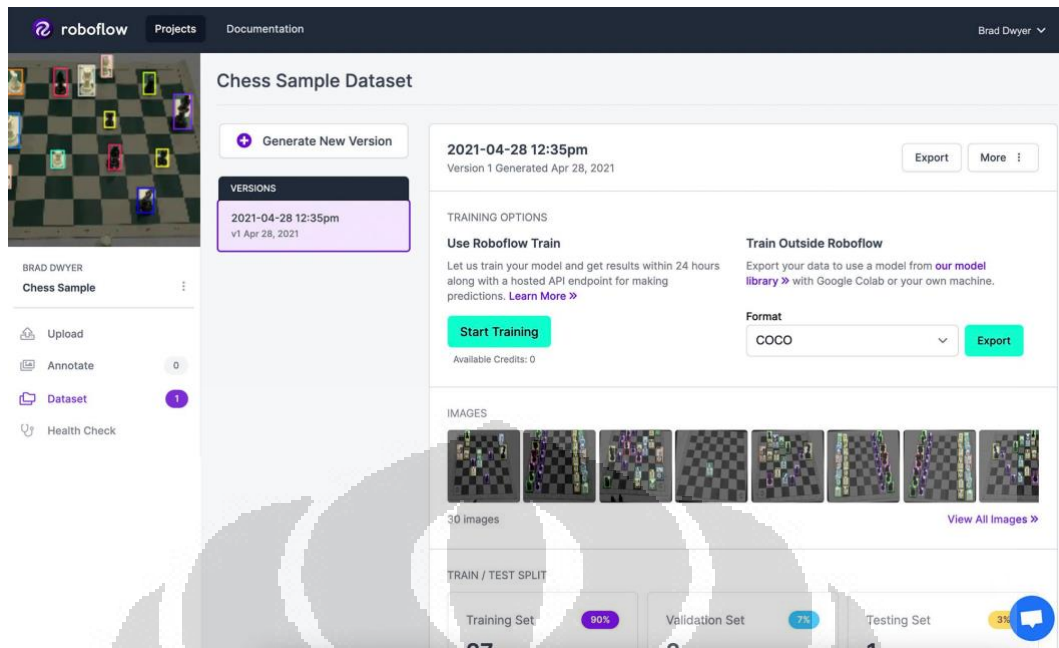 roboflow
Projects
Documentation
Brad Dwyer
Chess Sample Dataset
Generate New Version
VERSIONS
2021-04-28 12:35pm
v1 Apr 28, 2021
BRAD DWYER
Chess Sample
Upload
Annotate 0
Dataset 1
Health Check
2021-04-28 12:35pm
Version 1 Generated Apr 28, 2021
Export
More
TRAINING OPTIONS
Use Roboflow Train
Let us train your model and get results within 24 hours
along with a hosted API endpoint for making
predictions. Learn More »
Start Training
Available Credits: 0
Train Outside Roboflow
Export your data to use a model from our model
library » with Google Colab or your own machine.
Format
COCO
Export
IMAGES
30 images
View All Images »
TRAIN / TEST SPLIT
Training Set 90%
Validation Set 7%
Testing Set 3%